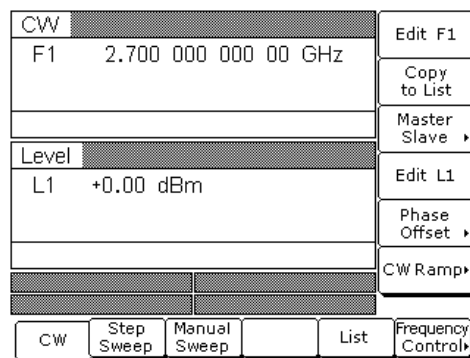 CW
F1 2.700 000 000 00 GHz
Level
L1 +0.00 dBm
Edit F1
Copy
to List
Master
Slave
Edit L1
Phase
Offset
CW Ramp
CW
Step
Sweep
Manual
Sweep
List
Frequency
Control